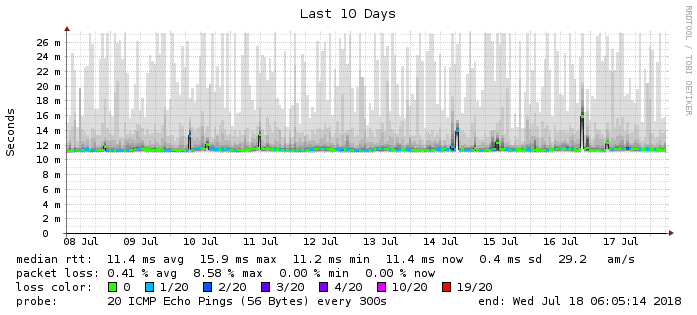 Last 10 Days
RRDTOOL / TOBI OETIKER
Seconds
26 m
24 m
22 m
20 m
18 m
16 m
14 m
12 m
10 m
8 m
6 m
4 m
2 m
0
08 Jul 09 Jul 10 Jul 11 Jul 12 Jul 13 Jul 14 Jul 15 Jul 16 Jul 17 Jul
median rtt: 11.4 ms avg 15.9 ms max 11.2 ms min 11.4 ms now 0.4 ms sd 29.2 am/s
packet loss: 0.41 % avg 8.58 % max 0.00 % min 0.00 % now
loss color: 0 1/20 2/20 3/20 4/20 10/20 19/20
probe: 20 ICMP Echo Pings (56 Bytes) every 300s end: Wed Jul 18 06:05:14 2018